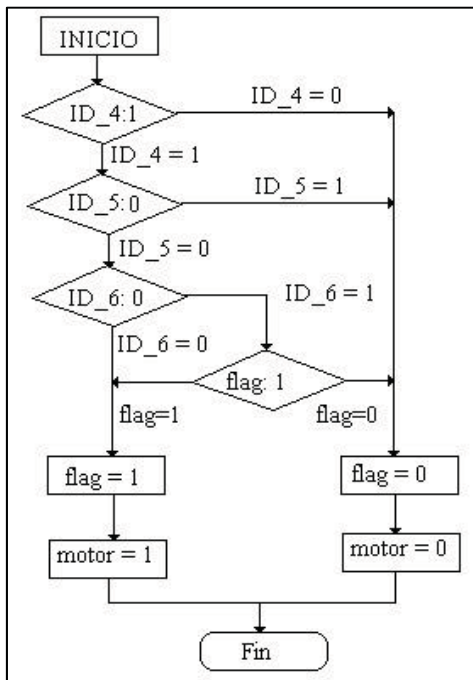 INICIO
ID_4:1
ID_4 = 0
ID_4 = 1
ID_5: 0
ID_5 = 1
ID_5 = 0
ID_6: 0
ID_6 = 1
ID_6 = 0
flag: 1
flag=1
flag=0
flag = 1
flag = 0
motor = 1
motor = 0
Fin